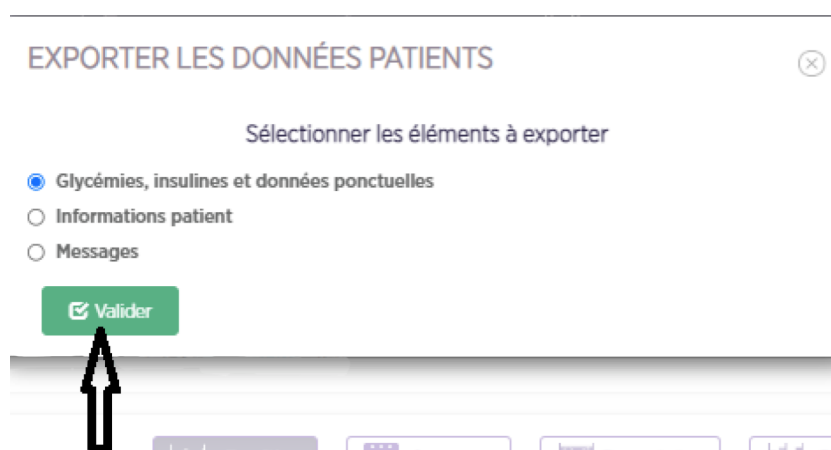 EXPORTER LES DONNÉES PATIENTS
Sélectionner les éléments à exporter
Glycémies, insulines et données ponctuelles
Informations patient
Messages
Valider